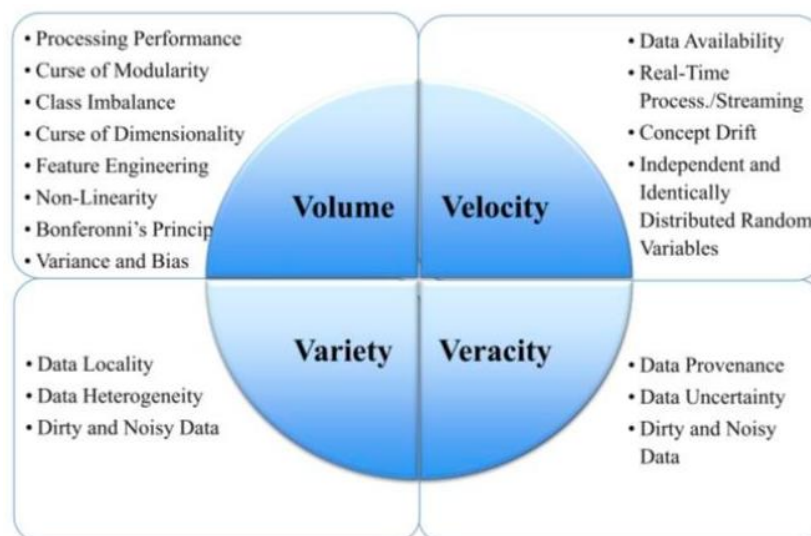 • Processing Performance
• Curse of Modularity
• Class Imbalance
• Curse of Dimensionality
• Feature Engineering
• Non-Linearity
• Bonferonni's Princip
• Variance and Bias
• Data Availability
• Real-Time
Process./Streaming
• Concept Drift
• Independent and
Identically
Distributed Random
Variables
Volume
Velocity
Variety
Veracity
• Data Locality
• Data Heterogeneity
• Dirty and Noisy Data
• Data Provenance
• Data Uncertainty
• Dirty and Noisy
Data